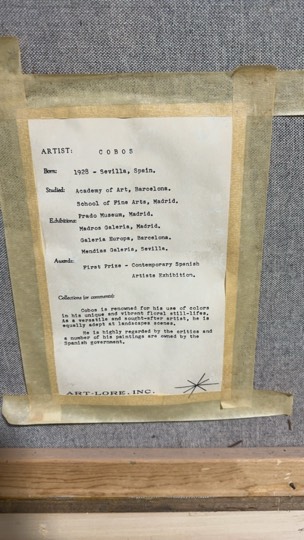 ARTIST: COBOS
Born: 1928 - Sevilla, Spain.
Studied: Academy of Art, Barcelona.
School of Fine Arts, Madrid.
Exhibitions: Prado Museum, Madrid.
Madros Galeria, Madrid.
Galeria Europa, Barcelona.
Mendiss Galeria, Seville.
Awards: First Prize - Contemporary Spanish
Artists Exhibition.
Collections (or comments):
Cobos is renowned for his use of colors
in his unique and vibrant floral still-lifes.
As a versatile and sought-after artist, he is
equally adept at landscapes scenes.
He is highly regarded by the critics and
a number of his paintings are owned by the
Spanish government.
ART-LORE, INC.